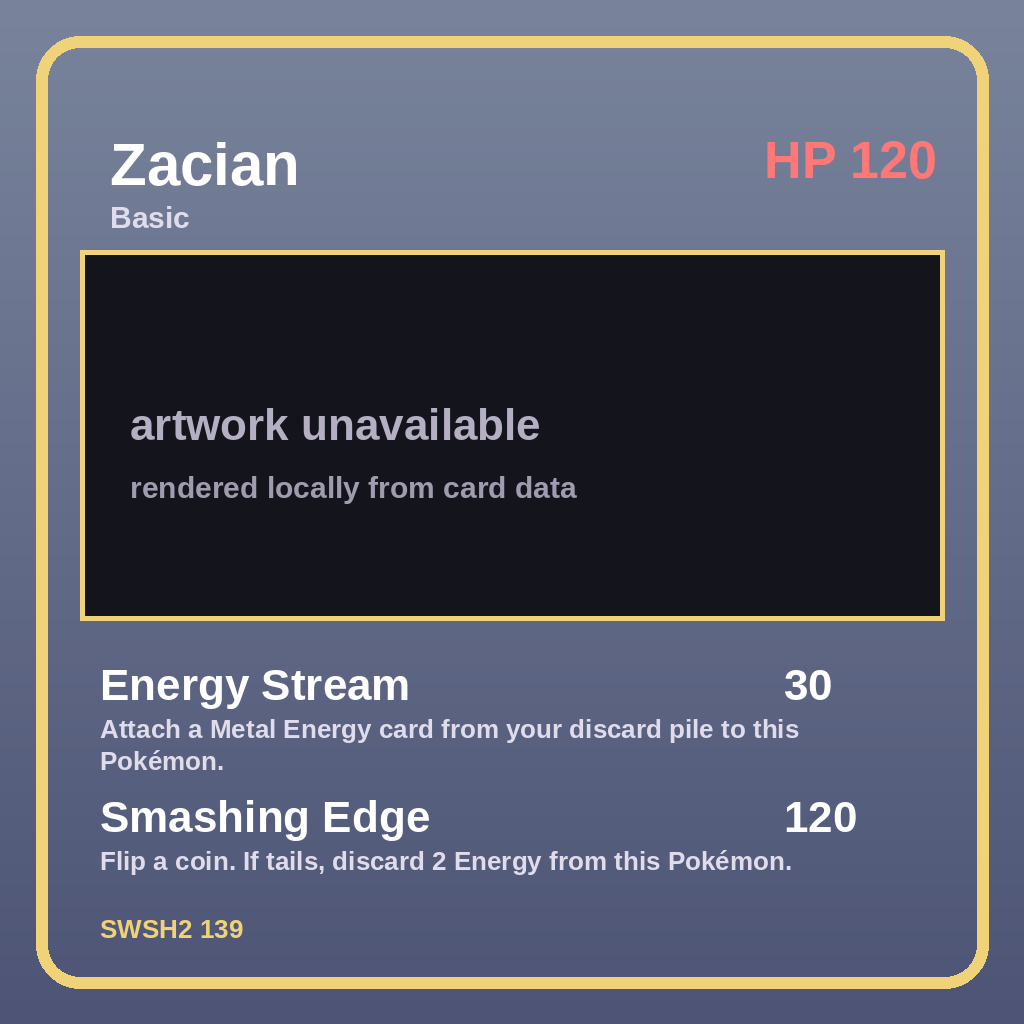 Zacian
HP 120
Basic
artwork unavailable
rendered locally from card data
Energy Stream 30
Attach a Metal Energy card from your discard pile to this
Pokémon.
Smashing Edge 120
Flip a coin. If tails, discard 2 Energy from this Pokémon.
SWSH2 139